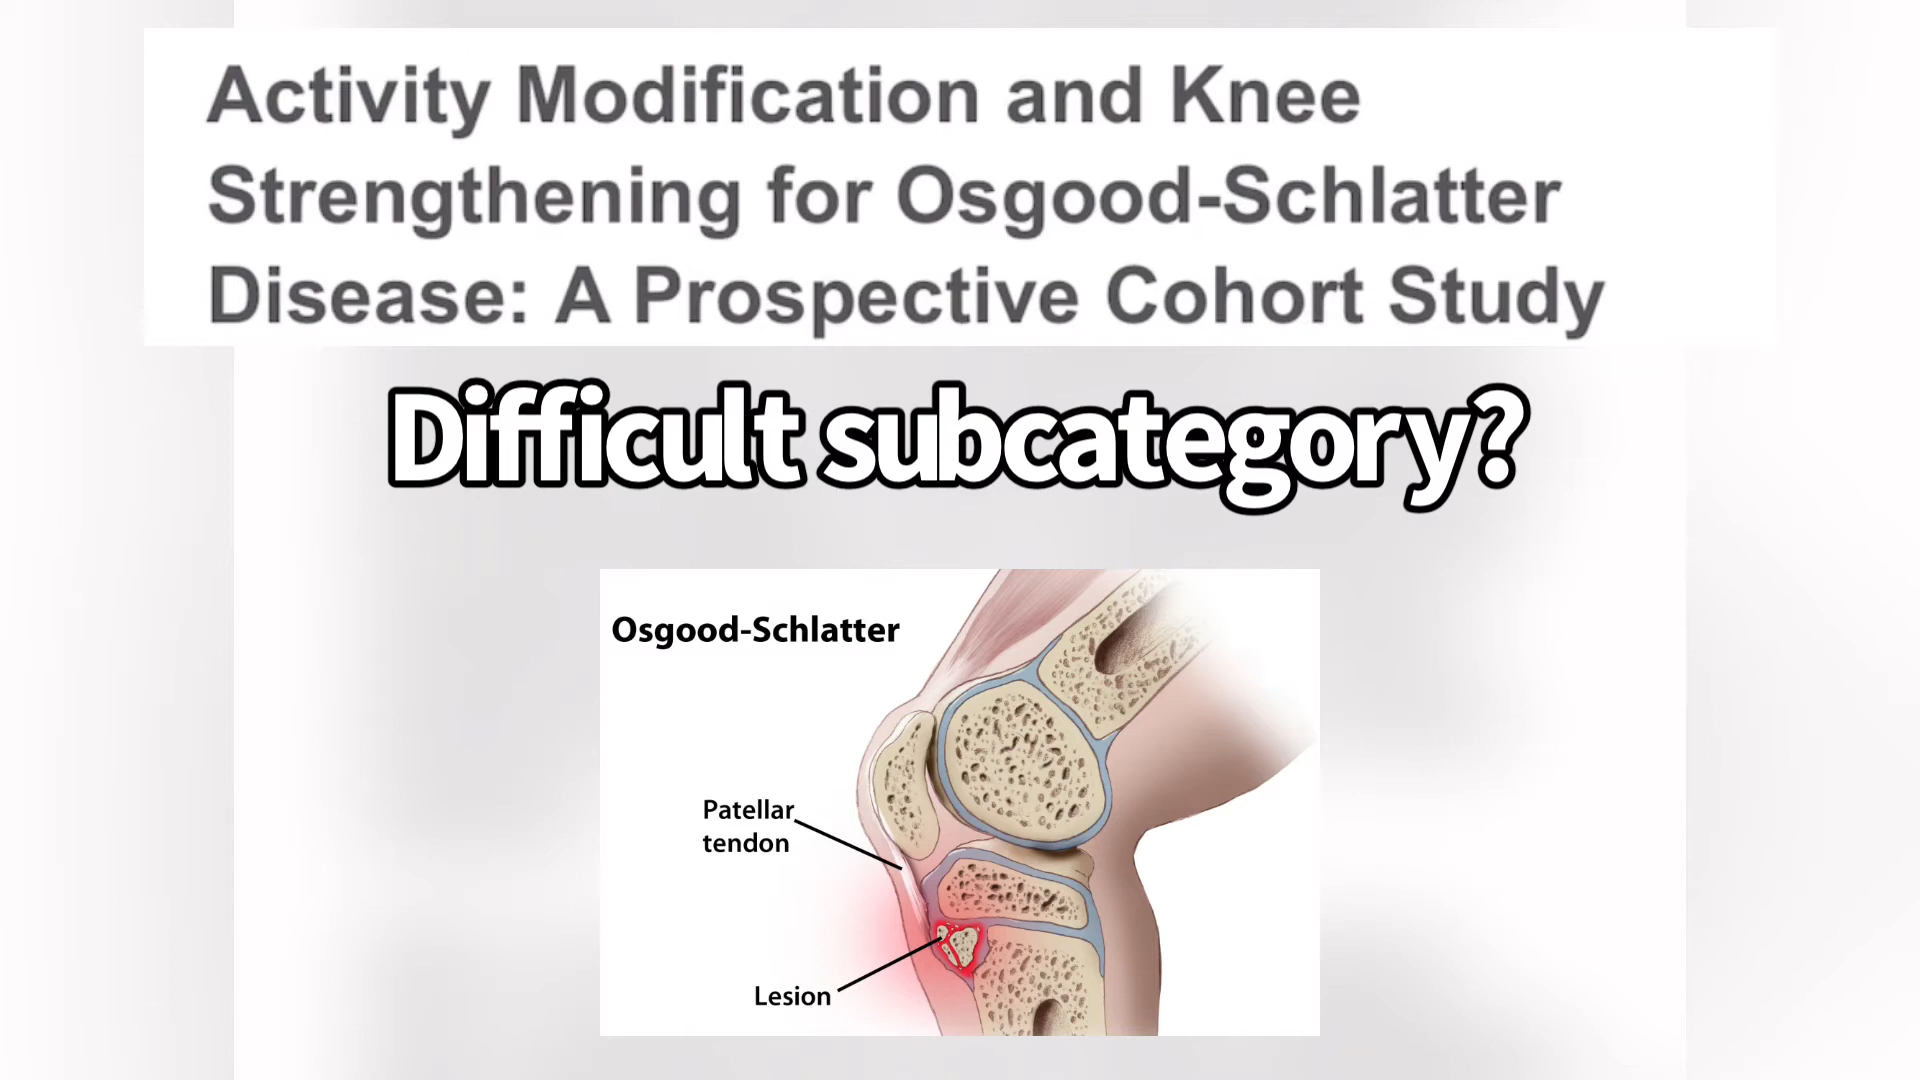 Activity Modification and Knee
Strengthening for Osgood-Schlatter
Disease: A Prospective Cohort Study
Difficult subcategory?
Osgood-Schlatter
Patellar
tendon
Lesion